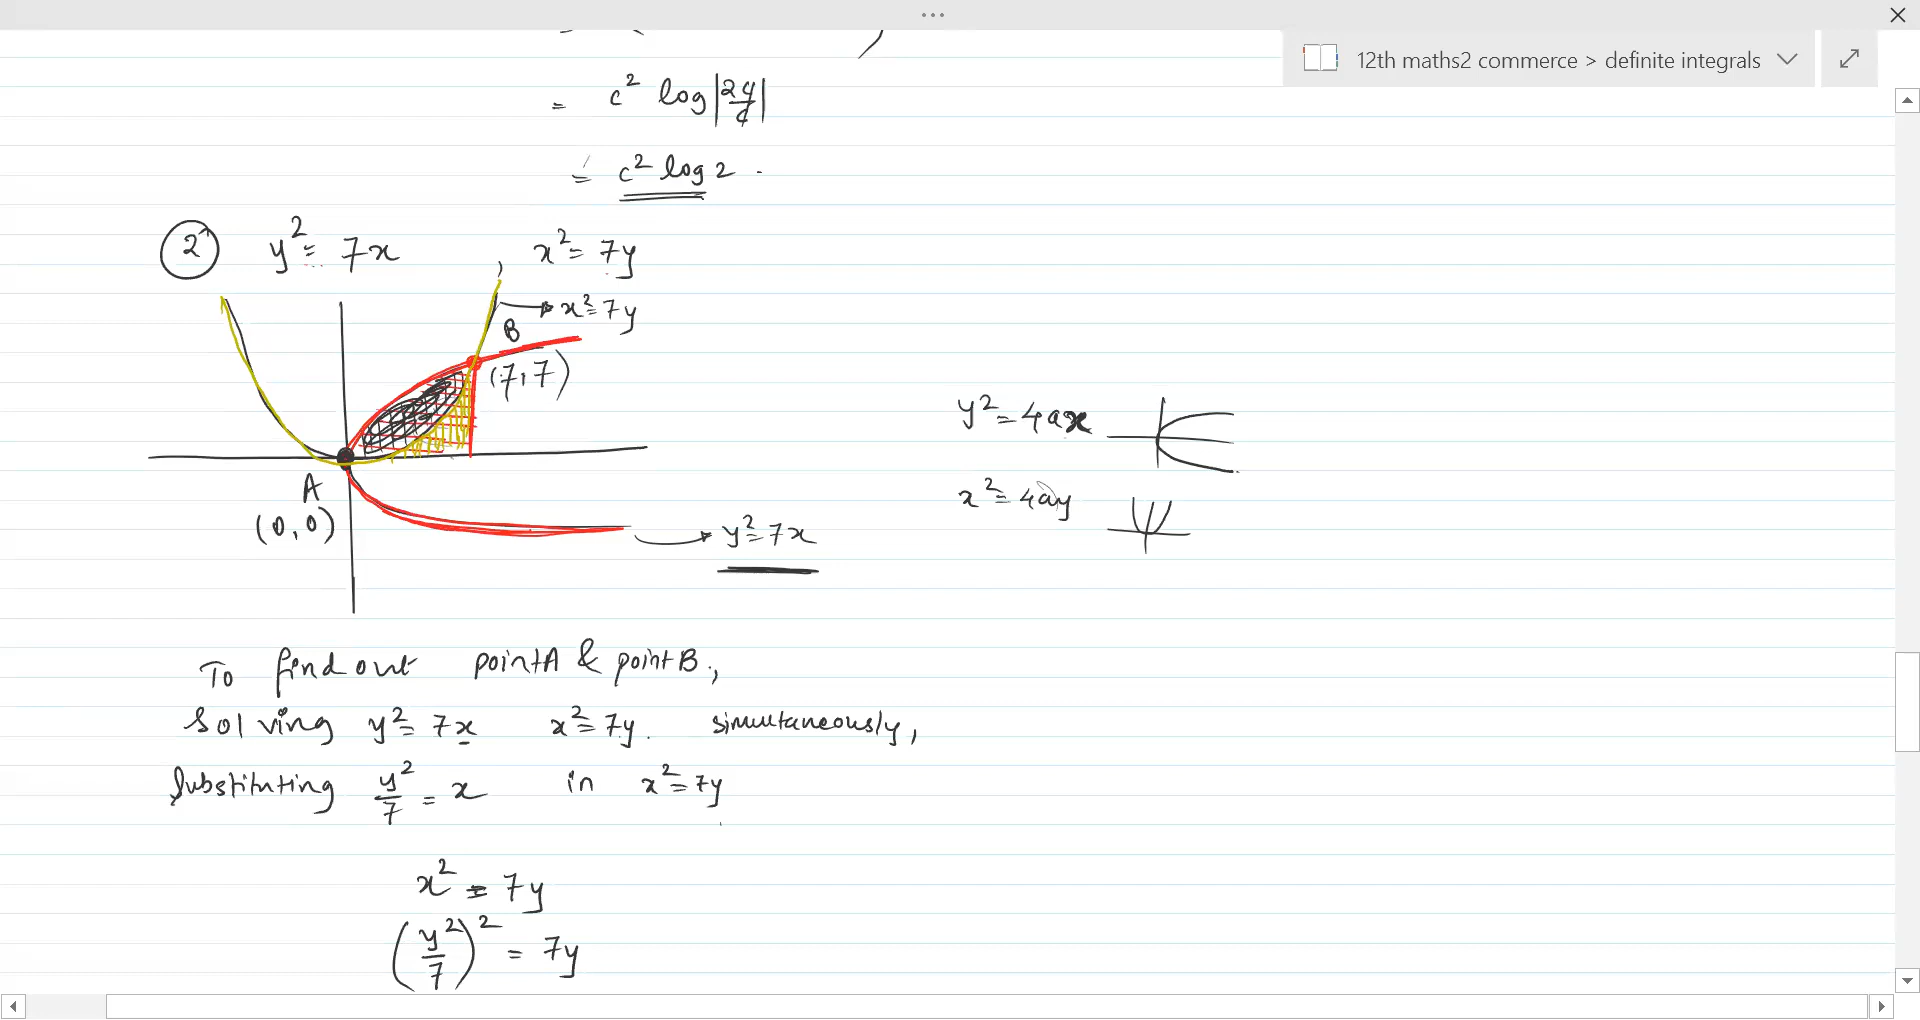 12th maths2 commerce > definite integrals
= c² log |2¢/¢|
= c² log 2 .
② y² = 7x , x² = 7y
x² = 7y
B
(7,7)
y² = 4ax
x² = 4ay
A
(0,0)
y² = 7x
To find out point A & point B,
Solving y² = 7x x² = 7y. simultaneously,
Substituting y²/7 = x in x² = 7y
x² = 7y
(y²/7)² = 7y